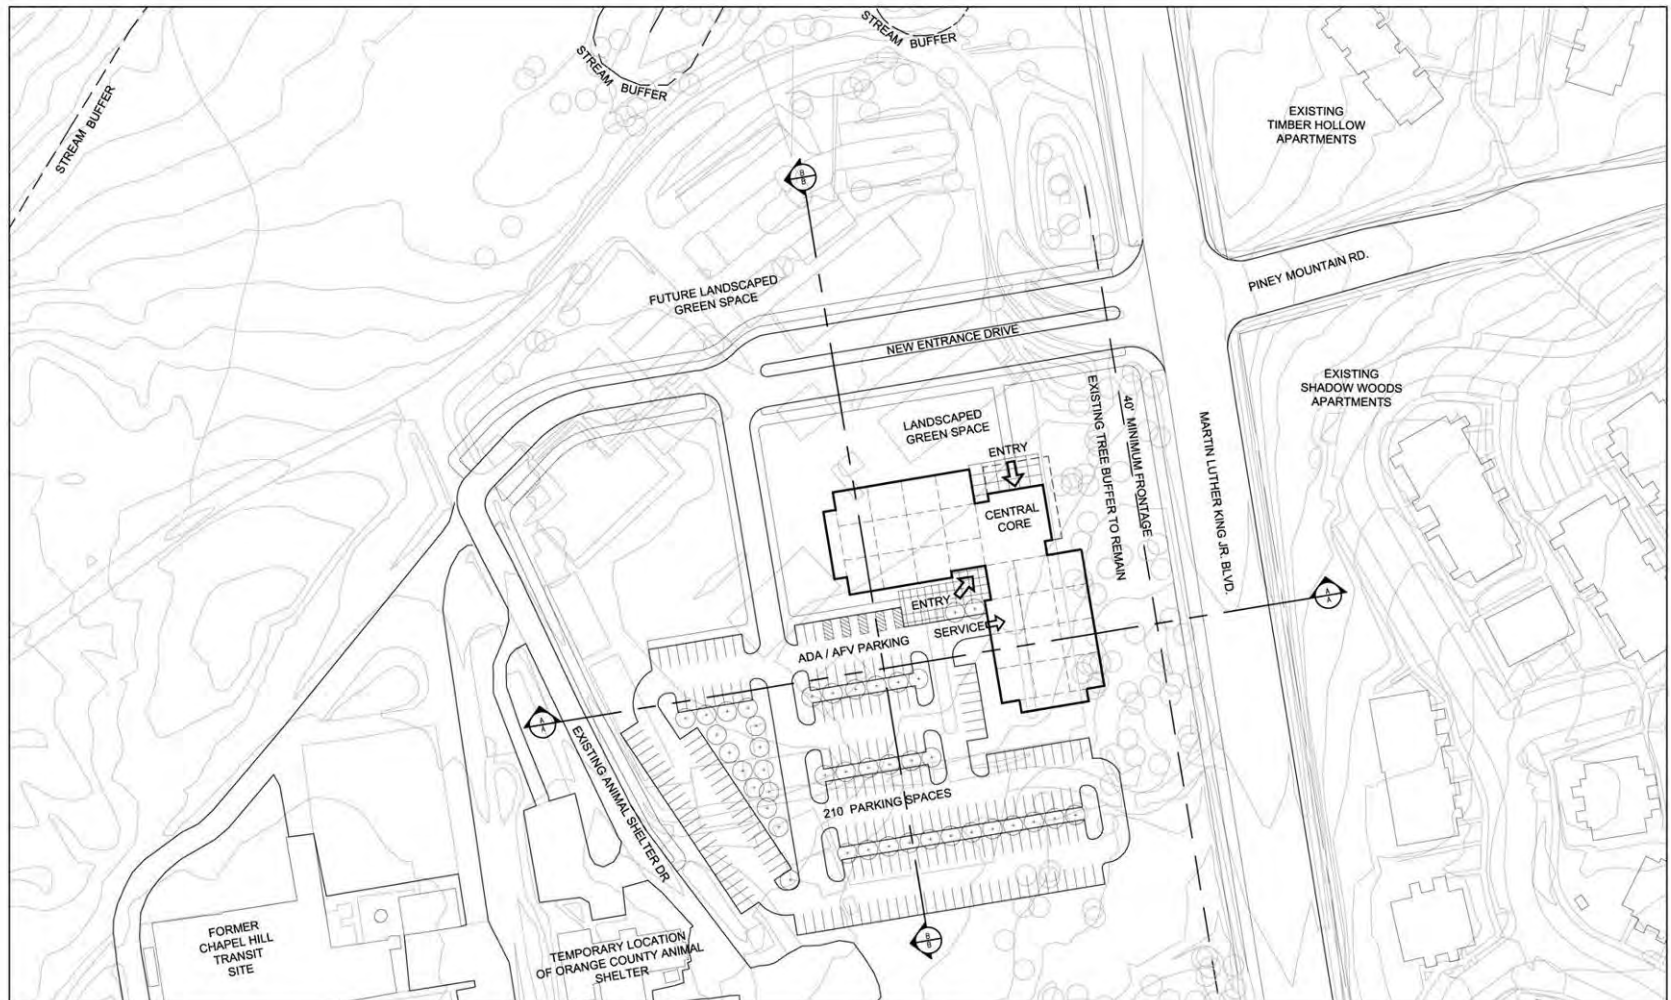 STREAM BUFFER
STREAM BUFFER
STREAM BUFFER
EXISTING
TIMBER HOLLOW
APARTMENTS
B
B
PINEY MOUNTAIN RD.
FUTURE LANDSCAPED
GREEN SPACE
NEW ENTRANCE DRIVE
EXISTING
SHADOW WOODS
APARTMENTS
LANDSCAPED
GREEN SPACE
ENTRY
CENTRAL
CORE
EXISTING TREE BUFFER TO REMAIN
40' MINIMUM FRONTAGE
MARTIN LUTHER KING JR. BLVD.
ENTRY
SERVICE
ADA / AFV PARKING
A
A
A
A
EXISTING ANIMAL SHELTER DR
210 PARKING SPACES
B
B
FORMER
CHAPEL HILL
TRANSIT
SITE
TEMPORARY LOCATION
OF ORANGE COUNTY ANIMAL
SHELTER